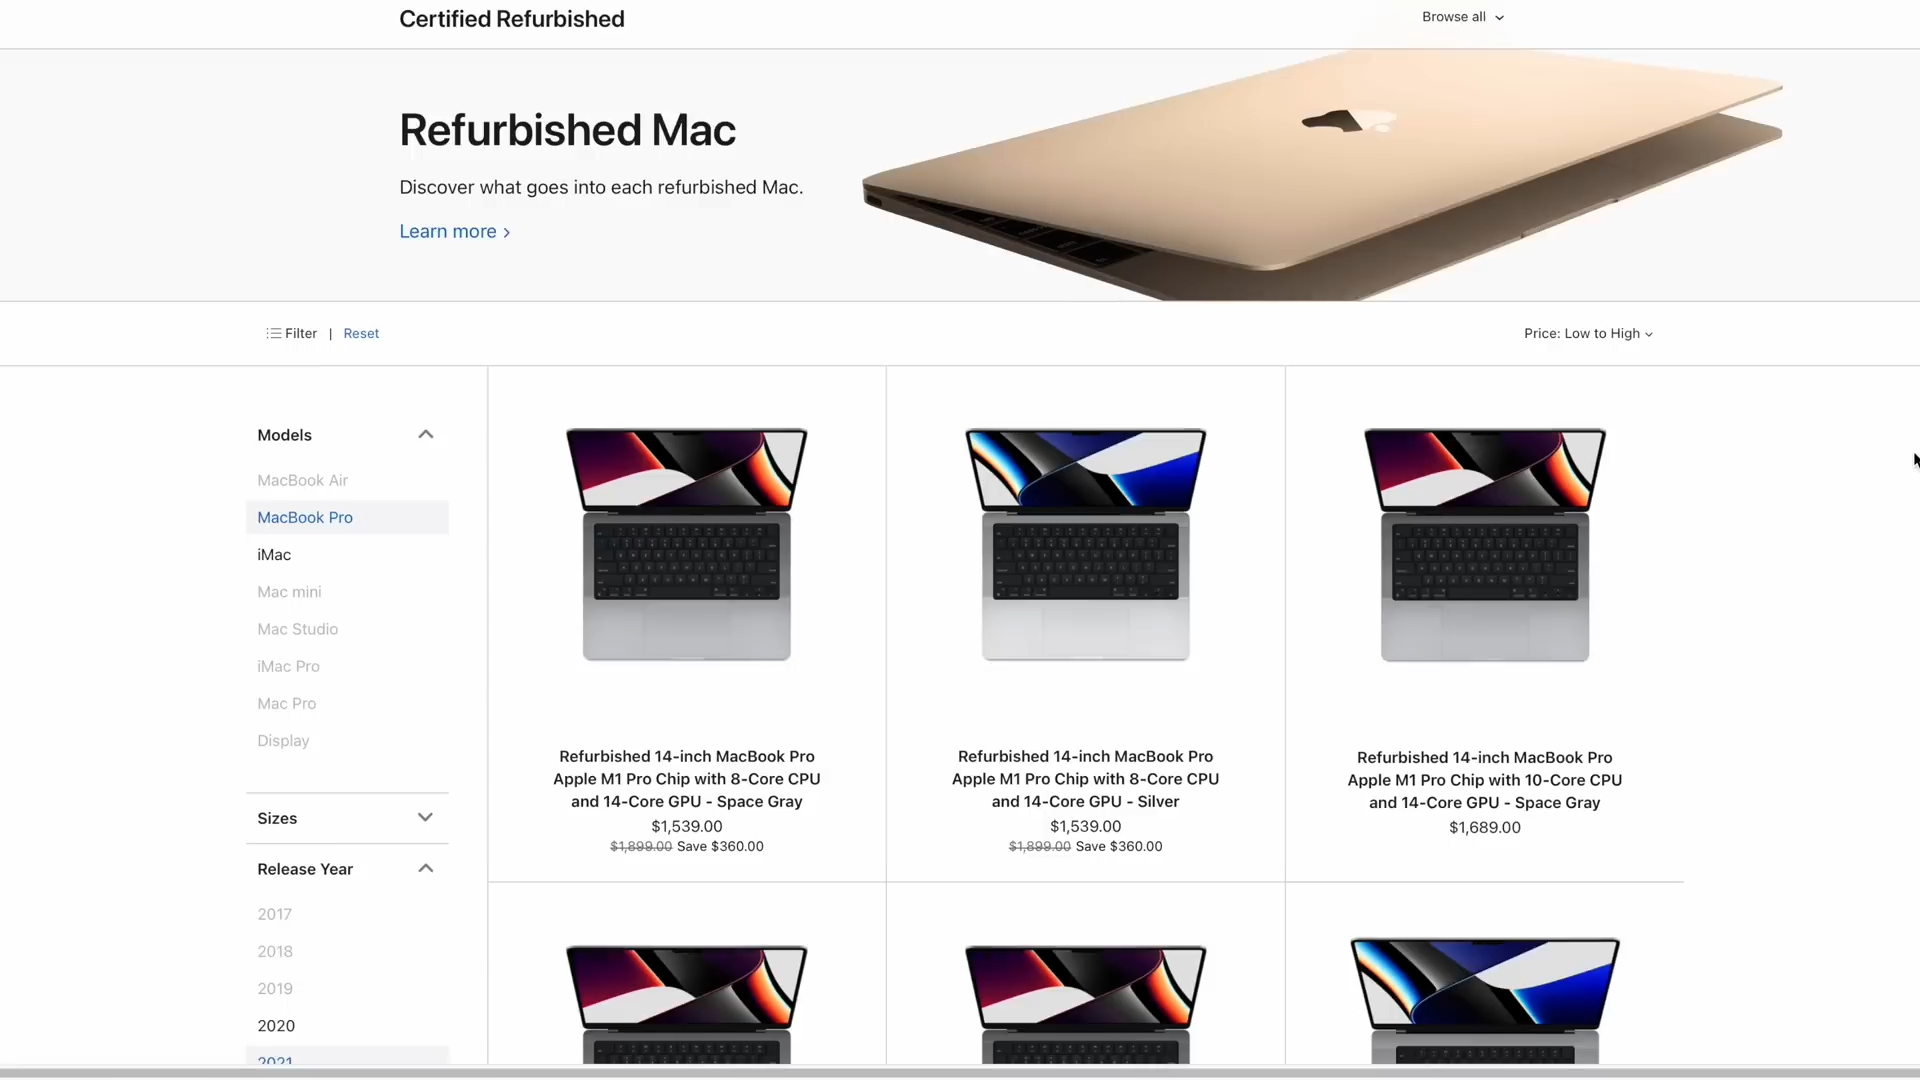 Certified Refurbished
Browse all
Refurbished Mac
Discover what goes into each refurbished Mac.
Learn more >
Filter | Reset
Price: Low to High
Models
MacBook Air
MacBook Pro
iMac
Mac mini
Mac Studio
iMac Pro
Mac Pro
Display
Sizes
Release Year
2017
2018
2019
2020
2021
Refurbished 14-inch MacBook Pro
Apple M1 Pro Chip with 8-Core CPU
and 14-Core GPU - Space Gray
$1,539.00
$1,899.00 Save $360.00
Refurbished 14-inch MacBook Pro
Apple M1 Pro Chip with 8-Core CPU
and 14-Core GPU - Silver
$1,539.00
$1,899.00 Save $360.00
Refurbished 14-inch MacBook Pro
Apple M1 Pro Chip with 10-Core CPU
and 14-Core GPU - Space Gray
$1,689.00